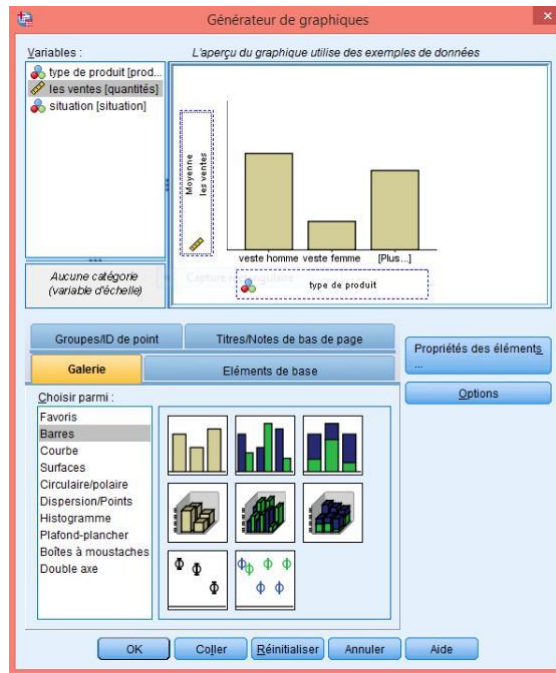 Générateur de graphiques
Variables :
L'aperçu du graphique utilise des exemples de données
type de produit [prod...
les ventes [quantités]
situation [situation]
Moyenne
les ventes
veste homme veste femme [Plus...]
type de produit
Aucune catégorie
(variable d'échelle)
Groupes/ID de point
Titres/Notes de bas de page
Galerie
Eléments de base
Propriétés des éléments
...
Options
Choisir parmi :
Favoris
Barres
Courbe
Surfaces
Circulaire/polaire
Dispersion/Points
Histogramme
Plafond-plancher
Boîtes à moustaches
Double axe
OK
Coller
Réinitialiser
Annuler
Aide